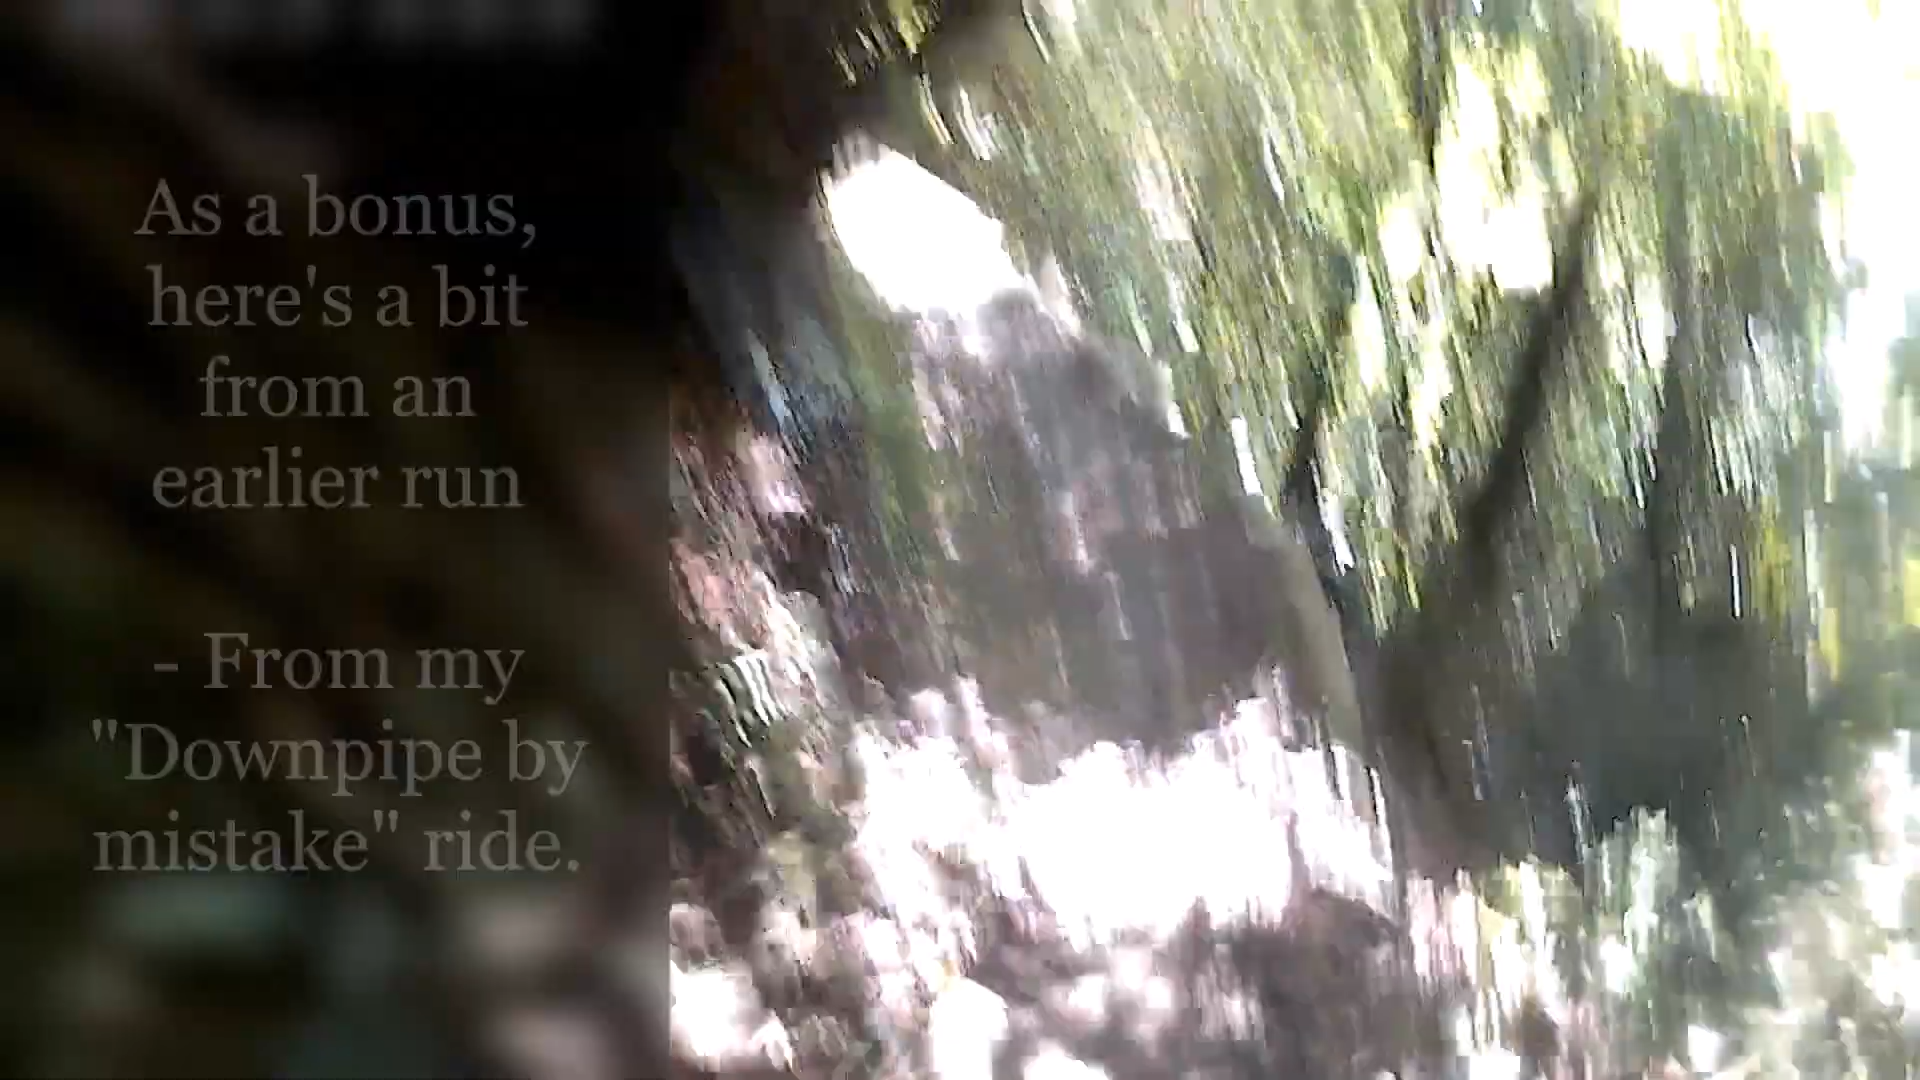 As a bonus,
here's a bit
from an
earlier run
- From my
"Downpipe by
mistake" ride.